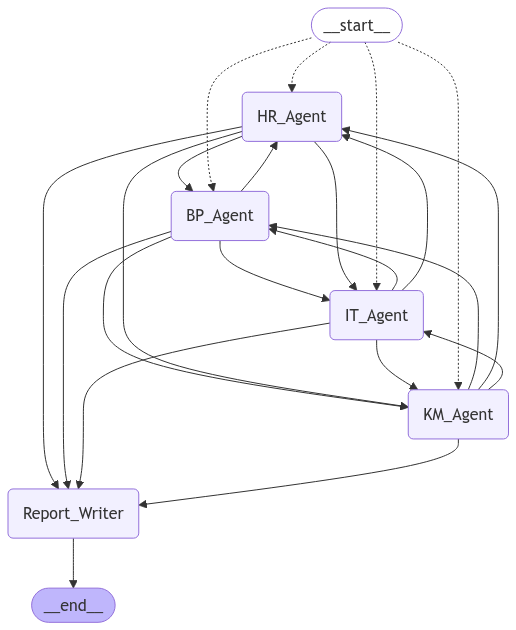 __start__
HR_Agent
BP_Agent
IT_Agent
KM_Agent
Report_Writer
__end__